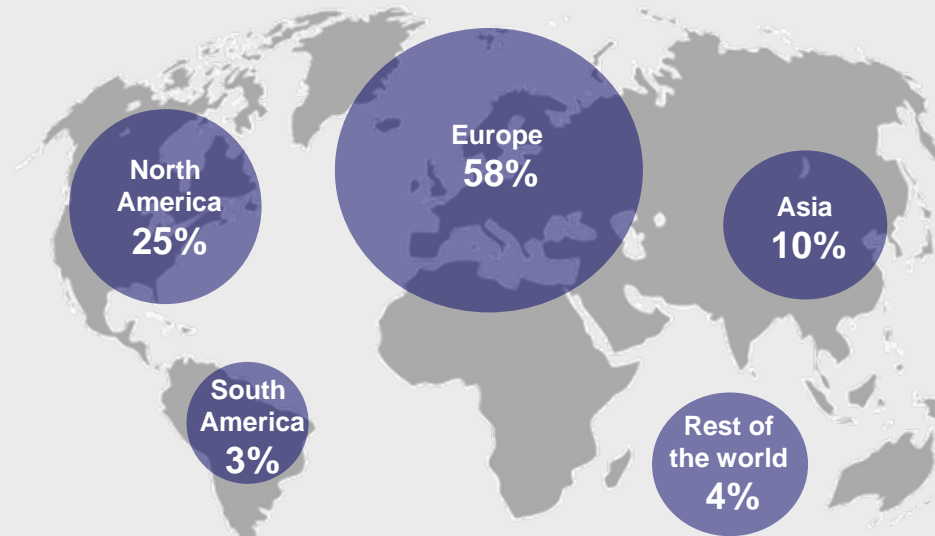 North
America
25%
Europe
58%
Asia
10%
South
America
3%
Rest of
the world
4%